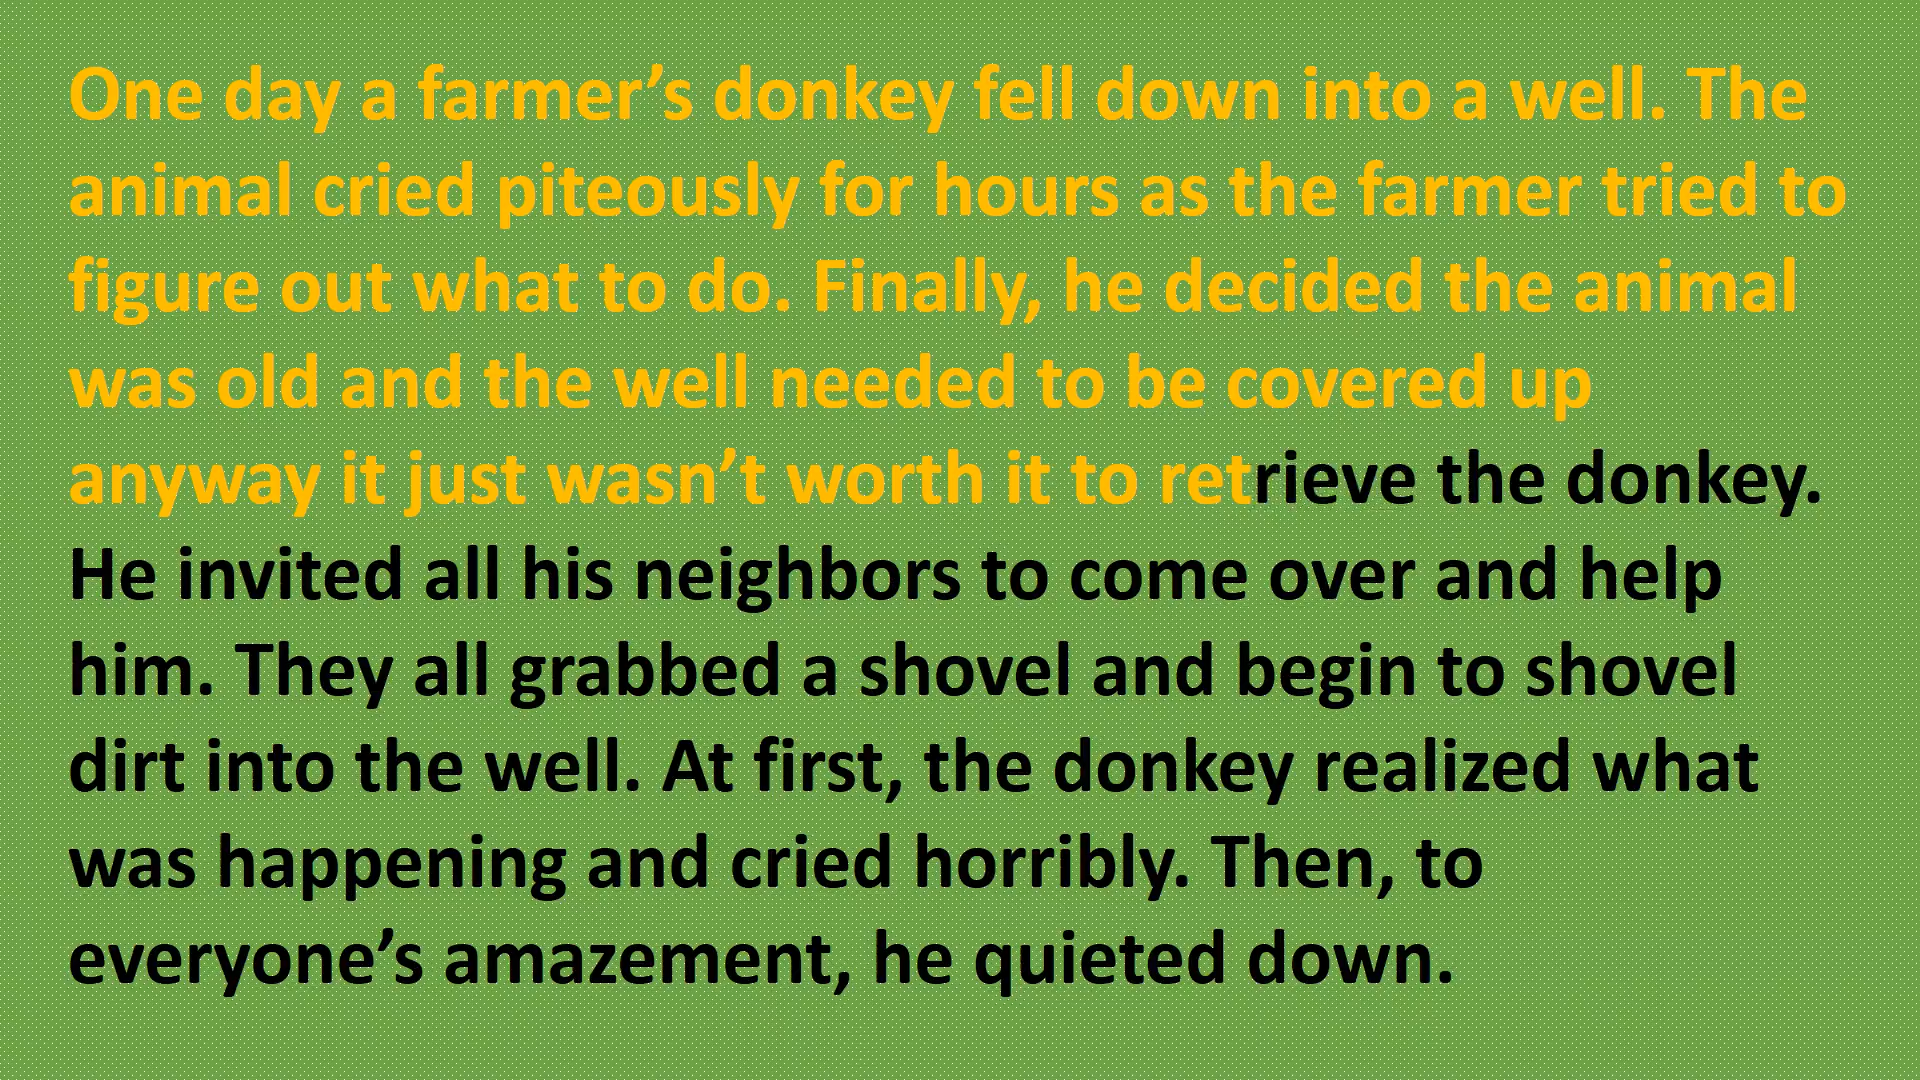 One day a farmer’s donkey fell down into a well. The
animal cried piteously for hours as the farmer tried to
figure out what to do. Finally, he decided the animal
was old and the well needed to be covered up
anyway it just wasn’t worth it to retrieve the donkey.
He invited all his neighbors to come over and help
him. They all grabbed a shovel and begin to shovel
dirt into the well. At first, the donkey realized what
was happening and cried horribly. Then, to
everyone’s amazement, he quieted down.